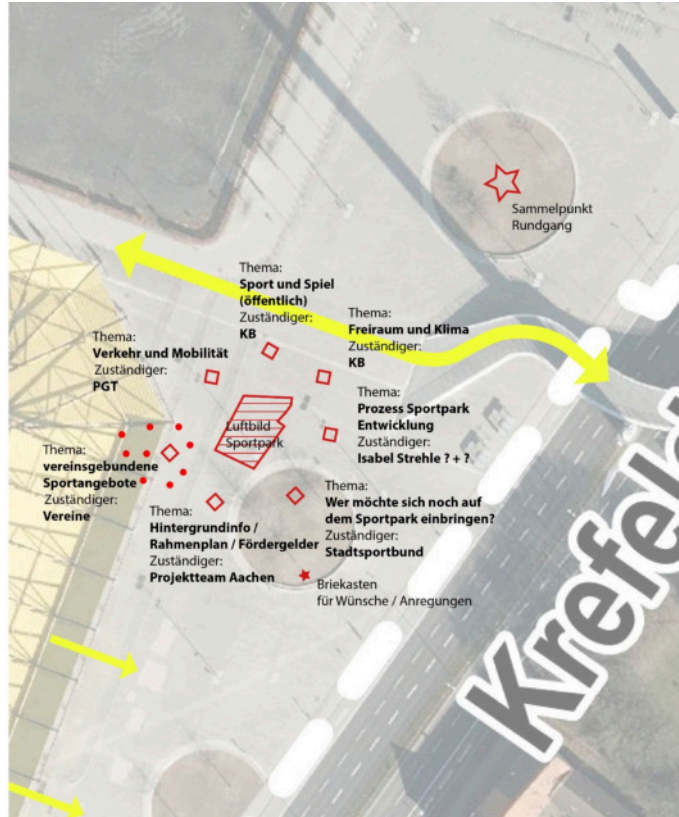 Sammelpunkt
Rundgang
Thema:
Sport und Spiel
(öffentlich)
Zuständiger:
KB
Thema:
Freiraum und Klima
Zuständiger:
KB
Thema:
Verkehr und Mobilität
Zuständiger:
PGT
Thema:
Prozess Sportpark
Entwicklung
Zuständiger:
Isabel Strehle ? + ?
Luftbild
Sportpark
Thema:
vereinsgebundene
Sportangebote
Zuständiger:
Vereine
Thema:
Wer möchte sich noch auf
dem Sportpark einbringen?
Zuständiger:
Stadtsportbund
Thema:
Hintergrundinfo /
Rahmenplan / Fördergelder
Zuständiger:
Projektteam Aachen
Briekasten
für Wünsche / Anregungen
Krefeld